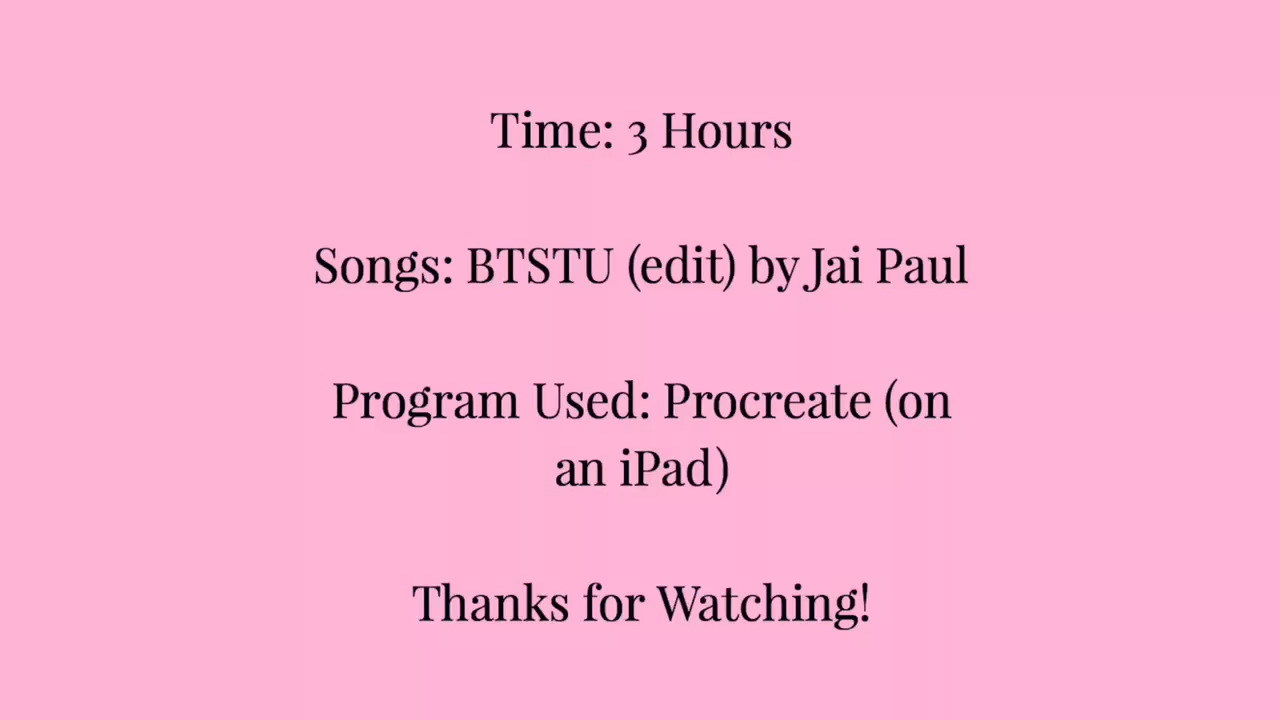 Time: 3 Hours
Songs: BTSTU (edit) by Jai Paul
Program Used: Procreate (on
an iPad)
Thanks for Watching!